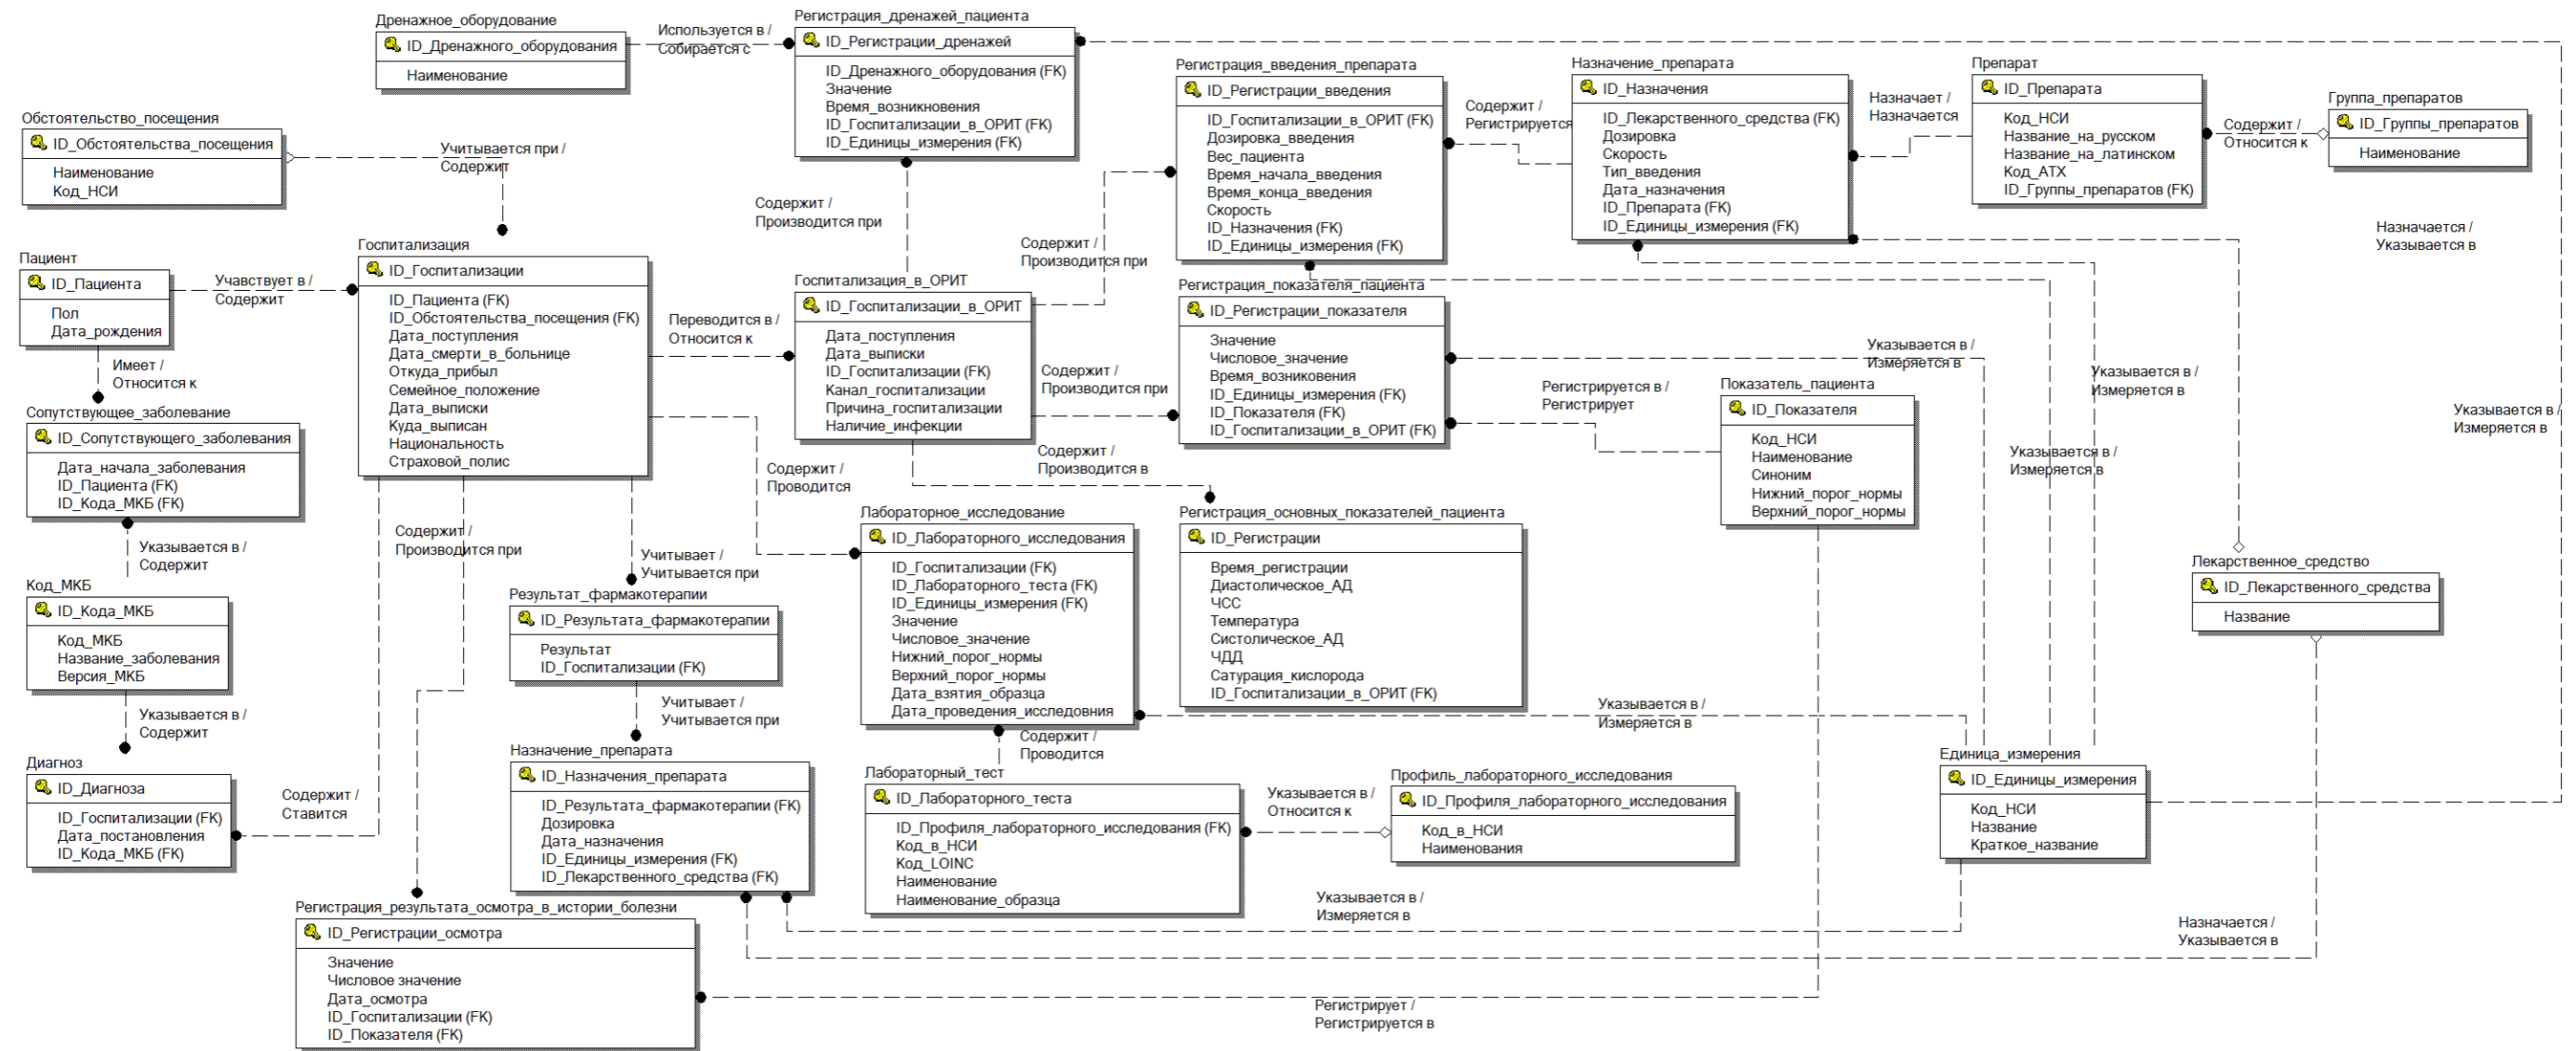 Дренажное_оборудование
ID_Дренажного_оборудования
Наименование
Используется в /
Собирается с
Регистрация_дренажей_пациента
ID_Регистрации_дренажей
ID_Дренажного_оборудования (FK)
Значение
Время_возникновения
ID_Госпитализации_в_ОРИТ (FK)
ID_Единицы_измерения (FK)
Регистрация_введения_препарата
ID_Регистрации_введения
ID_Госпитализации_в_ОРИТ (FK)
Дозировка_введения
Вес_пациента
Время_начала_введения
Время_конца_введения
Скорость
ID_Назначения (FK)
ID_Единицы_измерения (FK)
Содержит /
Регистрируется
Назначение_препарата
ID_Назначения
ID_Лекарственного_средства (FK)
Дозировка
Скорость
Тип_введения
Дата_назначения
ID_Препарата (FK)
ID_Единицы_измерения (FK)
Назначает /
Назначается
Препарат
ID_Препарата
Код_НСИ
Название_на_русском
Название_на_латинском
Код_АТХ
ID_Группы_препаратов (FK)
Содержит /
Относится к
Группа_препаратов
ID_Группы_препаратов
Наименование
Обстоятельство_посещения
ID_Обстоятельства_посещения
Наименование
Код_НСИ
Учитывается при /
Содержит
Содержит /
Производится при
Содержит /
Производится при
Назначается /
Указывается в
Пациент
ID_Пациента
Пол
Дата_рождения
Учавствует в /
Содержит
Госпитализация
ID_Госпитализации
ID_Пациента (FK)
ID_Обстоятельства_посещения (FK)
Дата_поступления
Дата_смерти_в_больнице
Откуда_прибыл
Семейное_положение
Дата_выписки
Куда_выписан
Национальность
Страховой_полис
Переводится в /
Относится к
Госпитализация_в_ОРИТ
ID_Госпитализации_в_ОРИТ
Дата_поступления
Дата_выписки
ID_Госпитализации (FK)
Канал_госпитализации
Причина_госпитализации
Наличие_инфекции
Содержит /
Производится при
Регистрация_показателя_пациента
ID_Регистрации_показателя
Значение
Числовое_значение
Время_возниковения
ID_Единицы_измерения (FK)
ID_Показателя (FK)
ID_Госпитализации_в_ОРИТ (FK)
Регистрируется в /
Регистрирует
Показатель_пациента
ID_Показателя
Код_НСИ
Наименование
Синоним
Нижний_порог_нормы
Верхний_порог_нормы
Указывается в /
Измеряется в
Указывается в /
Измеряется в
Указывается в /
Измеряется в
Указывается в /
Измеряется в
Имеет /
Относится к
Сопутствующее_заболевание
ID_Сопутствующего_заболевания
Дата_начала_заболевания
ID_Пациента (FK)
ID_Кода_МКБ (FK)
Указывается в /
Содержит
Код_МКБ
ID_Кода_МКБ
Код_МКБ
Название_заболевания
Версия_МКБ
Указывается в /
Содержит
Диагноз
ID_Диагноза
ID_Госпитализации (FK)
Дата_постановления
ID_Кода_МКБ (FK)
Содержит /
Ставится
Содержит /
Производится при
Учитывает /
Учитывается при
Результат_фармакотерапии
ID_Результата_фармакотерапии
Результат
ID_Госпитализации (FK)
Учитывает /
Учитывается при
Назначение_препарата
ID_Назначения_препарата
ID_Результата_фармакотерапии (FK)
Дозировка
Дата_назначения
ID_Единицы_измерения (FK)
ID_Лекарственного_средства (FK)
Содержит /
Проводится
Лабораторное_исследование
ID_Лабораторного_исследования
ID_Госпитализации (FK)
ID_Лабораторного_теста (FK)
ID_Единицы_измерения (FK)
Значение
Числовое_значение
Нижний_порог_нормы
Верхний_порог_нормы
Дата_взятия_образца
Дата_проведения_исследовния
Содержит /
Производится в
Регистрация_основных_показателей_пациента
ID_Регистрации
Время_регистрации
Диастолическое_АД
ЧСС
Температура
Систолическое_АД
ЧДД
Сатурация_кислорода
ID_Госпитализации_в_ОРИТ (FK)
Содержит /
Проводится
Лабораторный_тест
ID_Лабораторного_теста
ID_Профиля_лабораторного_исследования (FK)
Код_в_НСИ
Код_LOINC
Наименование
Наименование_образца
Указывается в /
Относится к
Профиль_лабораторного_исследования
ID_Профиля_лабораторного_исследования
Код_в_НСИ
Наименования
Указывается в /
Измеряется в
Единица_измерения
ID_Единицы_измерения
Код_НСИ
Название
Краткое_название
Лекарственное_средство
ID_Лекарственного_средства
Название
Указывается в /
Измеряется в
Назначается /
Указывается в
Регистрация_результата_осмотра_в_истории_болезни
ID_Регистрации_осмотра
Значение
Числовое значение
Дата_осмотра
ID_Госпитализации (FK)
ID_Показателя (FK)
Регистрирует /
Регистрируется в